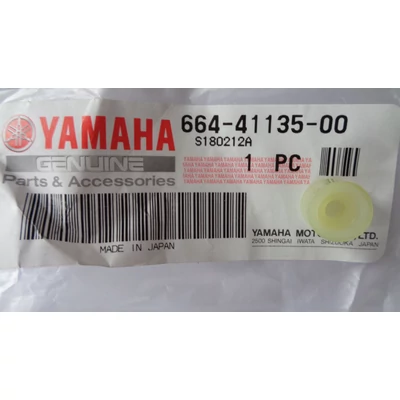 YAMAHA
GENUINE
Parts & Accessories
MADE IN JAPAN
664-41135-00
S180212A
1 PC
YAMAHA MOTOR LTD.
2500 SHINGAI IWATA SHIZUOKA JAPAN